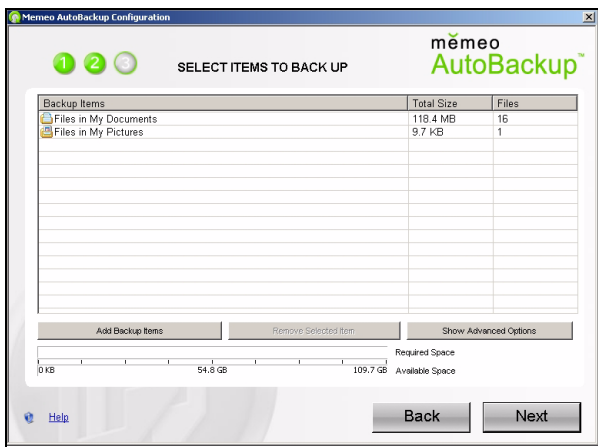 Memeo AutoBackup Configuration
1 2 3
SELECT ITEMS TO BACK UP
mĕmeo
AutoBackup™
Backup Items Total Size Files
Files in My Documents 118.4 MB 16
Files in My Pictures 9.7 KB 1
Add Backup Items Remove Selected Item Show Advanced Options
Required Space
0 KB 54.8 GB 109.7 GB Available Space
Help Back Next